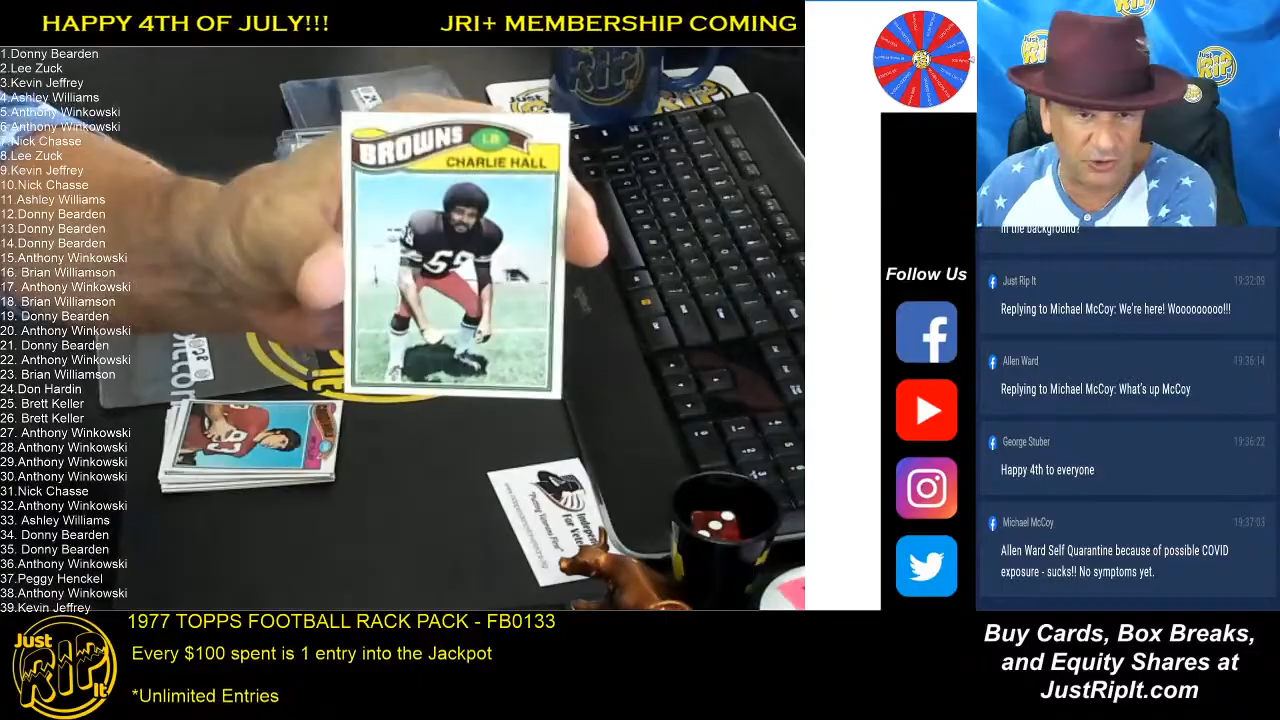 HAPPY 4TH OF JULY!!!
JRI+ MEMBERSHIP COMING
1.Donny Bearden
2.Lee Zuck
3.Kevin Jeffrey
4.Ashley Williams
5.Anthony Winkowski
6.Anthony Winkowski
7.Nick Chasse
8.Lee Zuck
9.Kevin Jeffrey
10.Nick Chasse
11.Ashley Williams
12.Donny Bearden
13.Donny Bearden
14.Donny Bearden
15.Anthony Winkowski
16. Brian Williamson
17. Anthony Winkowski
18. Brian Williamson
19. Donny Bearden
20. Anthony Winkowski
21. Donny Bearden
22. Anthony Winkowski
23. Brian Williamson
24.Don Hardin
25. Brett Keller
26. Brett Keller
27. Anthony Winkowski
28.Anthony Winkowski
29.Anthony Winkowski
30.Anthony Winkowski
31.Nick Chasse
32.Anthony Winkowski
33. Ashley Williams
34. Donny Bearden
35. Donny Bearden
36.Anthony Winkowski
37.Peggy Henckel
38.Anthony Winkowski
39.Kevin Jeffrey
BROWNS
LB
CHARLIE HALL
59
"Putting Veterans First"
Follow Us
in the background?
Just Rip It 19:32:09
Replying to Michael McCoy: We're here! Wooooooooo!!!
Allen Ward 19:36:14
Replying to Michael McCoy: What's up McCoy
George Stuber 19:36:22
Happy 4th to everyone
Michael McCoy 19:37:03
Allen Ward Self Quarantine because of possible COVID
exposure - sucks!! No symptoms yet.
Just
RIP
It
1977 TOPPS FOOTBALL RACK PACK - FB0133
Every $100 spent is 1 entry into the Jackpot
*Unlimited Entries
Buy Cards, Box Breaks,
and Equity Shares at
JustRipIt.com